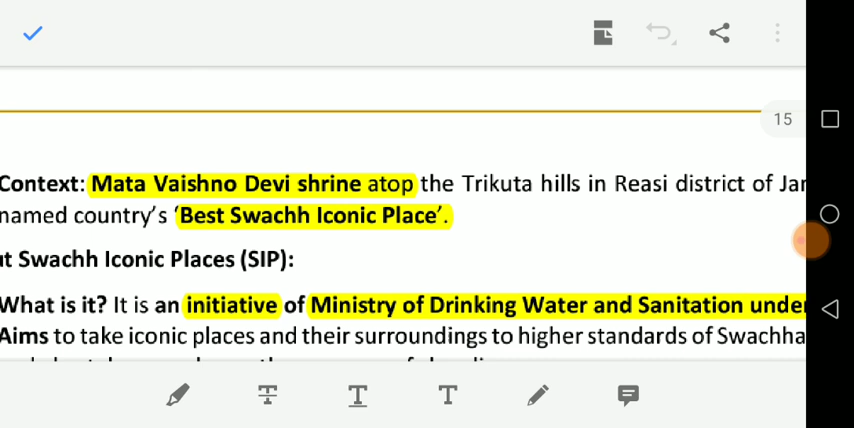 15
Context: Mata Vaishno Devi shrine atop the Trikuta hills in Reasi district of
named country's 'Best Swachh Iconic Place'.
Swachh Iconic Places (SIP):
What is it? It is an initiative of Ministry of Drinking Water and Sanitation under
Aims to take iconic places and their surroundings to higher standards of